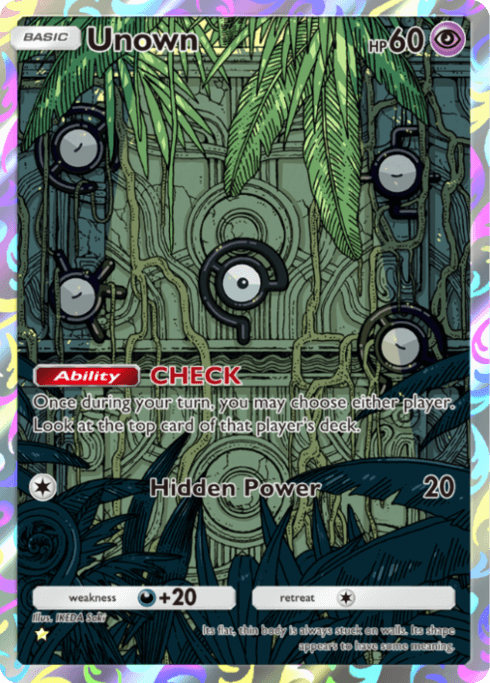 BASIC Unown HP60
Ability CHECK
Once during your turn, you may choose either player.
Look at the top card of that player's deck.
Hidden Power 20
weakness +20 retreat
Illus. IKEDA Saki
Its flat, thin body is always stuck on walls. Its shape
appears to have some meaning.